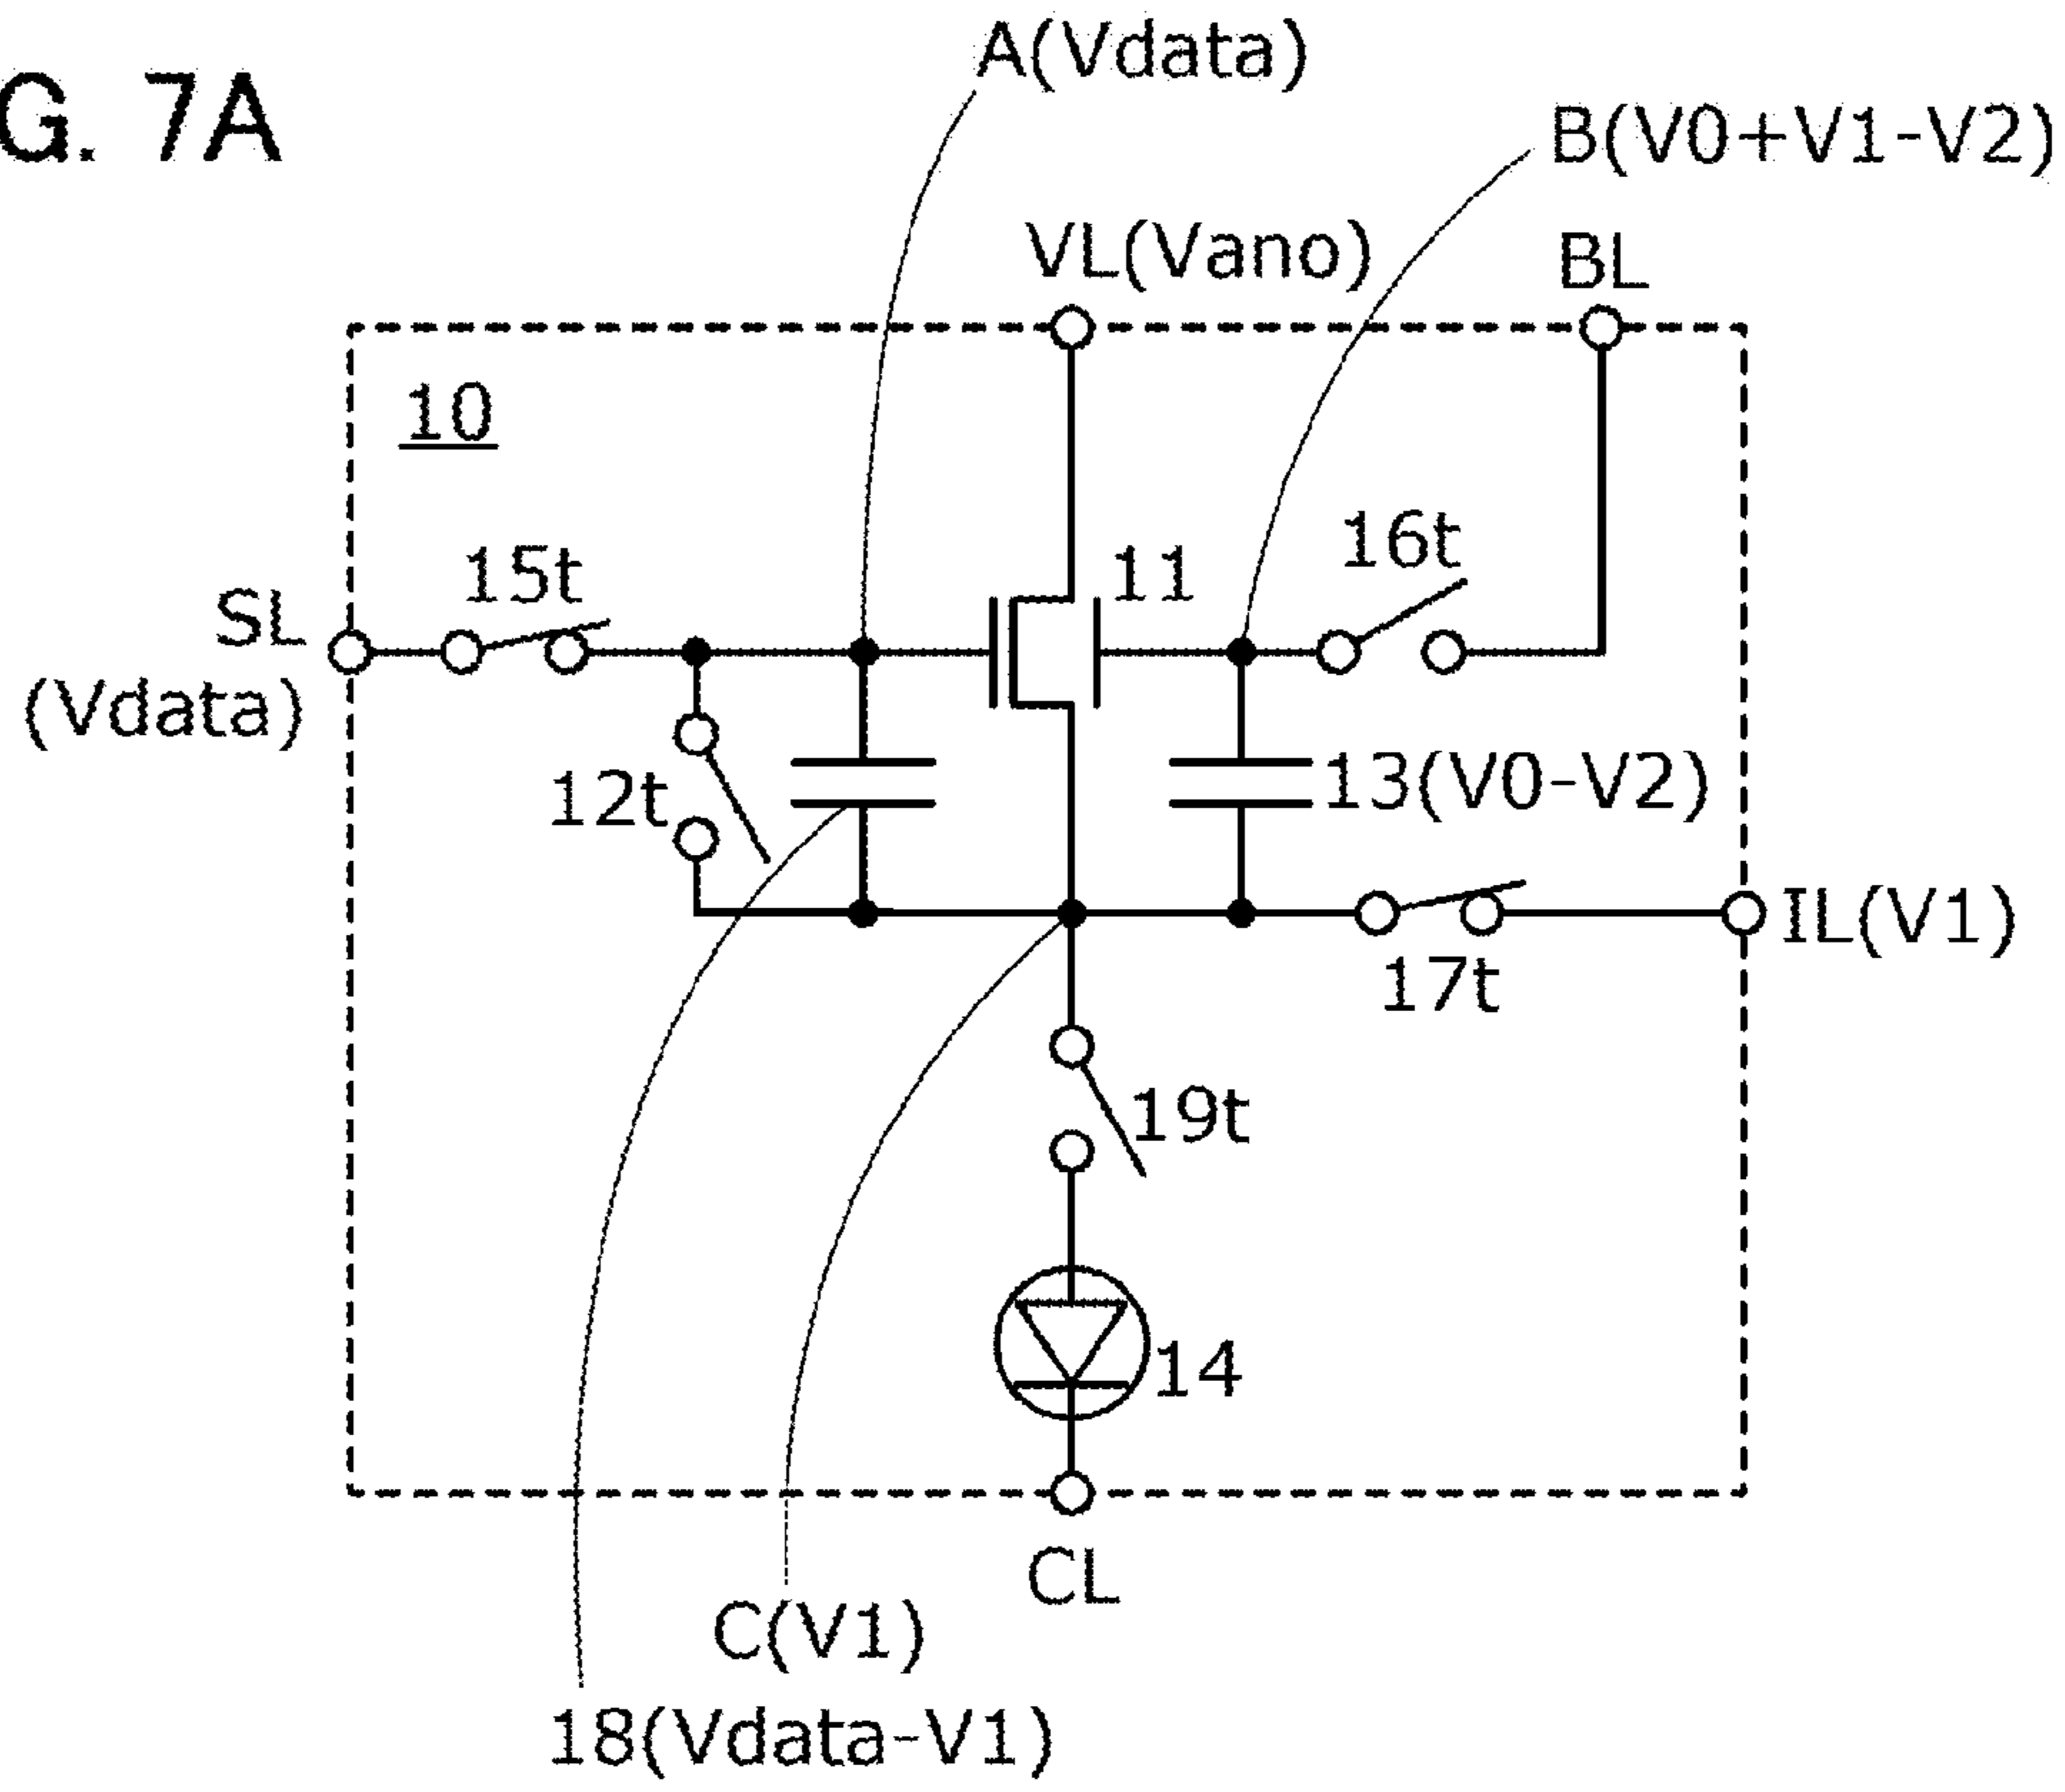 G. 7A
A(Vdata)
B(V0+V1-V2)
VL(Vano)
BL
10
15t
11
16t
SL
(Vdata)
12t
13(V0-V2)
IL(V1)
17t
19t
14
CL
C(V1)
18(Vdata-V1)